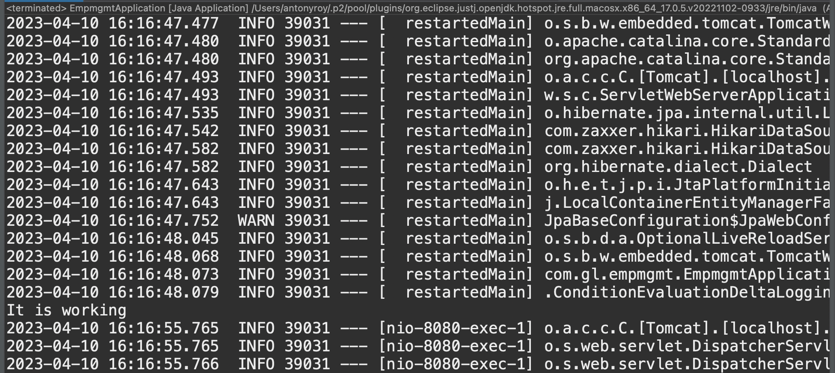 <terminated> EmpmgmtApplication [Java Application] /Users/antonyroy/.p2/pool/plugins/org.eclipse.justj.openjdk.hotspot.jre.full.macosx.x86_64_17.0.5.v20221102-0933/jre/bin/java (A
2023-04-10 16:16:47.477  INFO 39031 --- [  restartedMain] o.s.b.w.embedded.tomcat.TomcatW
2023-04-10 16:16:47.480  INFO 39031 --- [  restartedMain] o.apache.catalina.core.Standard
2023-04-10 16:16:47.480  INFO 39031 --- [  restartedMain] org.apache.catalina.core.Standa
2023-04-10 16:16:47.493  INFO 39031 --- [  restartedMain] o.a.c.c.C.[Tomcat].[localhost].
2023-04-10 16:16:47.493  INFO 39031 --- [  restartedMain] w.s.c.ServletWebServerApplicati
2023-04-10 16:16:47.535  INFO 39031 --- [  restartedMain] o.hibernate.jpa.internal.util.L
2023-04-10 16:16:47.542  INFO 39031 --- [  restartedMain] com.zaxxer.hikari.HikariDataSou
2023-04-10 16:16:47.582  INFO 39031 --- [  restartedMain] com.zaxxer.hikari.HikariDataSou
2023-04-10 16:16:47.582  INFO 39031 --- [  restartedMain] org.hibernate.dialect.Dialect
2023-04-10 16:16:47.643  INFO 39031 --- [  restartedMain] o.h.e.t.j.p.i.JtaPlatformInitia
2023-04-10 16:16:47.643  INFO 39031 --- [  restartedMain] j.LocalContainerEntityManagerFa
2023-04-10 16:16:47.752  WARN 39031 --- [  restartedMain] JpaBaseConfiguration$JpaWebConf
2023-04-10 16:16:48.045  INFO 39031 --- [  restartedMain] o.s.b.d.a.OptionalLiveReloadSer
2023-04-10 16:16:48.068  INFO 39031 --- [  restartedMain] o.s.b.w.embedded.tomcat.TomcatW
2023-04-10 16:16:48.073  INFO 39031 --- [  restartedMain] com.gl.empmgmt.EmpmgmtApplicati
2023-04-10 16:16:48.079  INFO 39031 --- [  restartedMain] .ConditionEvaluationDeltaLoggin
It is working
2023-04-10 16:16:55.765  INFO 39031 --- [nio-8080-exec-1] o.a.c.c.C.[Tomcat].[localhost].
2023-04-10 16:16:55.765  INFO 39031 --- [nio-8080-exec-1] o.s.web.servlet.DispatcherServl
2023-04-10 16:16:55.766  INFO 39031 --- [nio-8080-exec-1] o.s.web.servlet.DispatcherServl